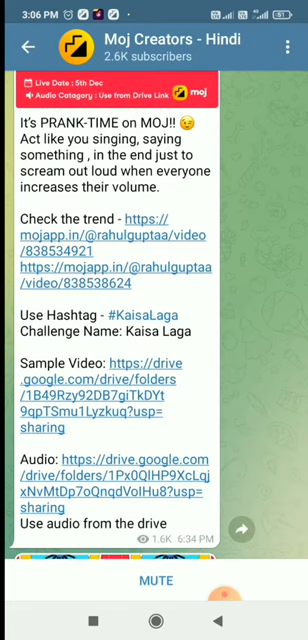 3:06 PM
Moj Creators - Hindi
2.6K subscribers
Live Date : 5th Dec
Audio Catagory : Use from Drive Link
moj
It's PRANK-TIME on MOJ!! 😉
Act like you singing, saying
something , in the end just to
scream out loud when everyone
increases their volume.
Check the trend - https://
mojapp.in/@rahulguptaa/video
/838534921
https://mojapp.in/@rahulguptaa
/video/838538624
Use Hashtag - #KaisaLaga
Challenge Name: Kaisa Laga
Sample Video: https://drive
.google.com/drive/folders
/1B49Rzy92DB7giTkDYt
9qpTSmu1Lyzkuq?usp=
sharing
Audio: https://drive.google.com
/drive/folders/1Px0QIHP9XcLqj
jxNvMtDp7oQnqdVoIHu8?usp=
sharing
Use audio from the drive
1.6K 6:34 PM
MUTE